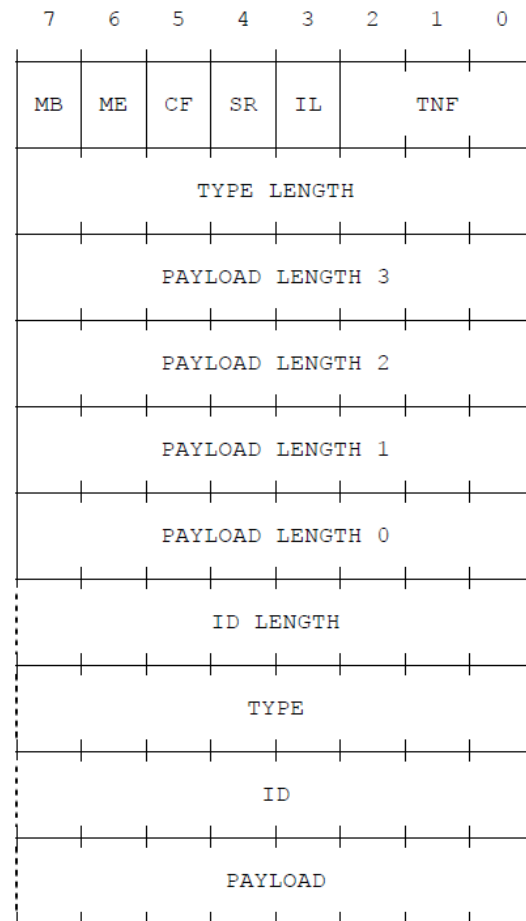 7 6 5 4 3 2 1 0
MB ME CF SR IL TNF
TYPE LENGTH
PAYLOAD LENGTH 3
PAYLOAD LENGTH 2
PAYLOAD LENGTH 1
PAYLOAD LENGTH 0
ID LENGTH
TYPE
ID
PAYLOAD